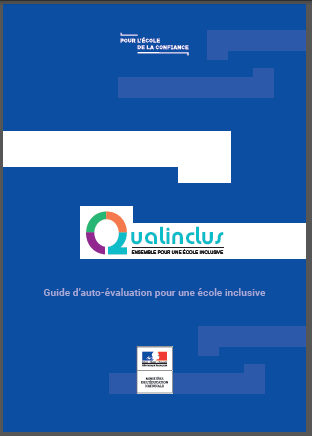 POUR L'ÉCOLE
DE LA CONFIANCE
Qualinclus
ENSEMBLE POUR UNE ÉCOLE INCLUSIVE
Guide d'auto-évaluation pour une école inclusive
MINISTÈRE
DE L'ÉDUCATION
NATIONALE